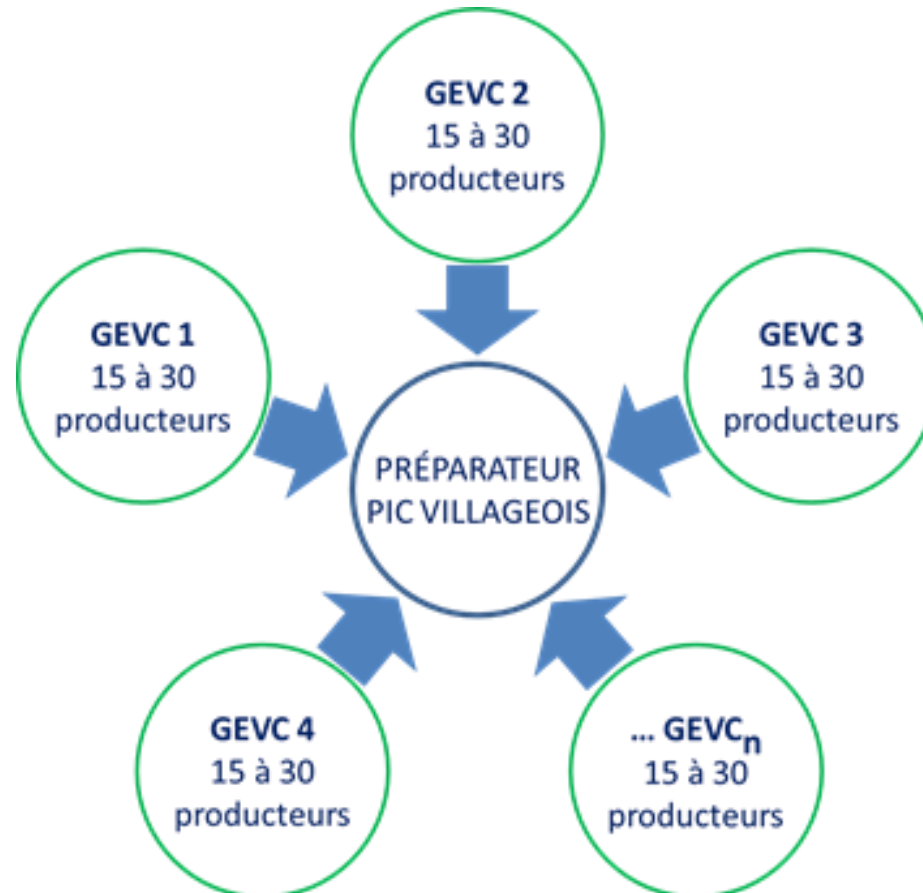 GEVC 2
15 à 30
producteurs
GEVC 1
15 à 30
producteurs
GEVC 3
15 à 30
producteurs
PRÉPARATEUR
PIC VILLAGEOIS
GEVC 4
15 à 30
producteurs
... GEVCn
15 à 30
producteurs